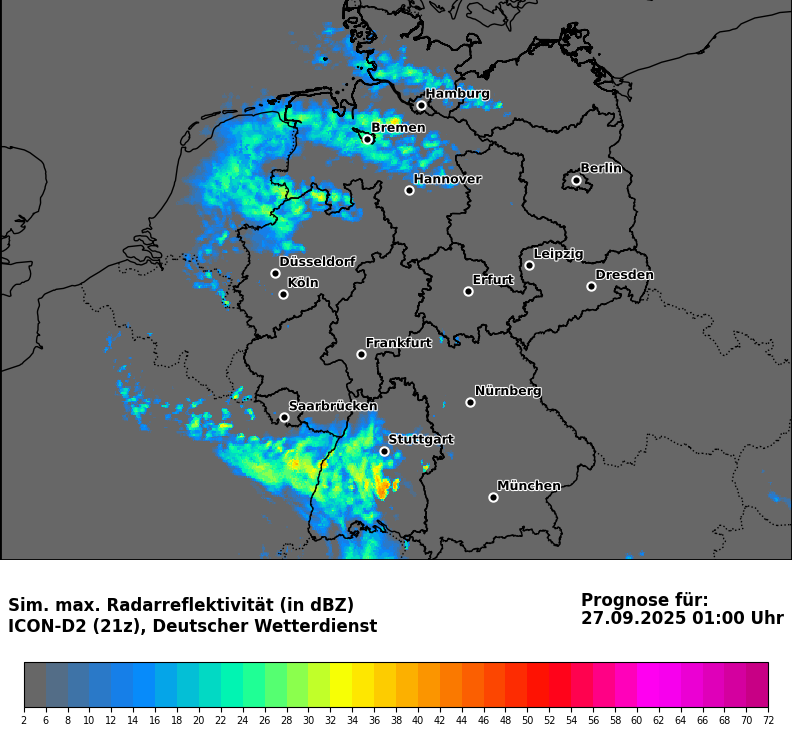 Hamburg
Bremen
Berlin
Hannover
Leipzig
Düsseldorf
Dresden
Köln
Erfurt
Frankfurt
Nürnberg
Saarbrücken
Stuttgart
München
Sim. max. Radarreflektivität (in dBZ)
ICON-D2 (21z), Deutscher Wetterdienst
Prognose für:
27.09.2025 01:00 Uhr
2 6 8 10 12 14 16 18 20 22 24 26 28 30 32 34 36 38 40 42 44 46 48 50 52 54 56 58 60 62 64 66 68 70 72